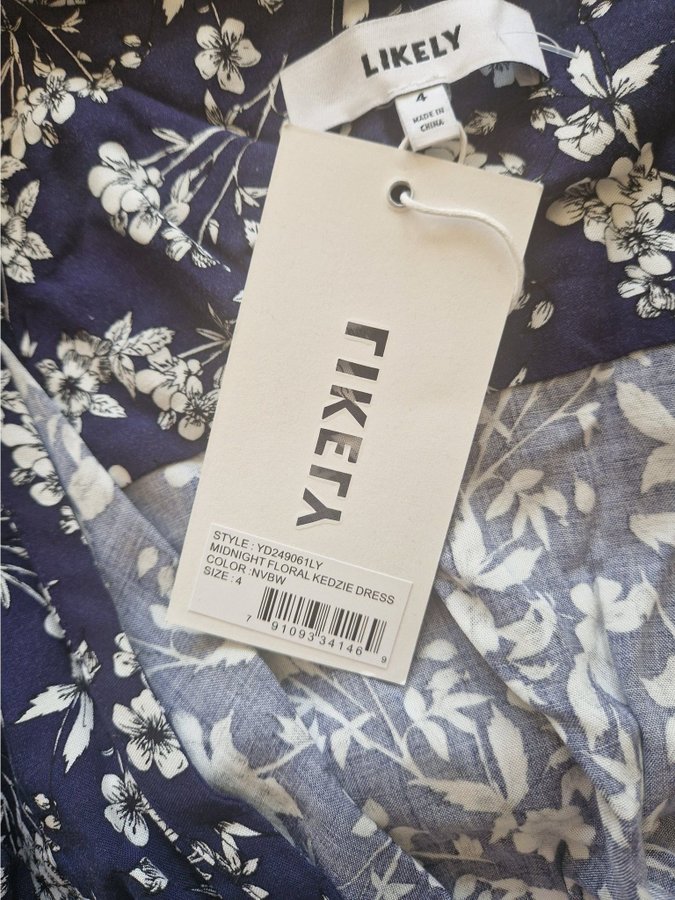 LIKELY
4
MADE IN
CHINA
LIKELY
STYLE : YD249061LY
MIDNIGHT FLORAL KEDZIE DRESS
COLOR :NVBW
SIZE : 4
7 91093 34146 9